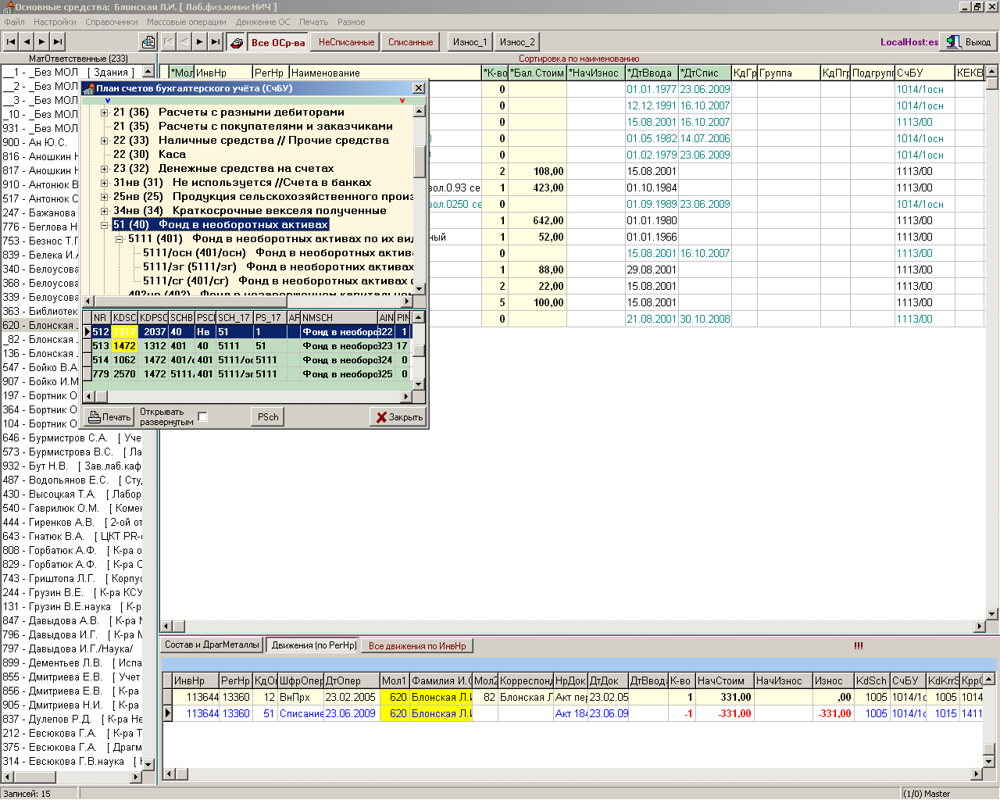 Основные средства: Блонская Л.И. [ Лаб.физ.химии НИЧ ]
Файл Настройки Справочники Массовые операции Движение ОС Печать Разное
Все ОСр-ва НеСписанные Списанные Износ_1 Износ_2 LocalHost:es Выход
МатОтветственные (233)
Сортировка по наименованию
__1 - _Без МОЛ [ Здания ]
__2 - _Без МОЛ
__3 - _Без МОЛ
_10 - _Без МОЛ
931 - _Без МОЛ
900 - Ан Ю.С.
816 - Аношкин Н
817 - Аношкин
910 - Антонюк В
517 - Антонюк С
247 - Бажанова
776 - Беглова Н
753 - Безнос Т.Г
839 - Белека И.А
340 - Белоусова
368 - Белоусова
339 - Белоусова
363 - Библиотек
620 - Блонская
_82 - Блонская
136 - Блонская
547 - Бойко В.А
907 - Бойко И.М
197 - Бортник О
364 - Бортник О
104 - Бортник О
646 - Бурмистров С.А. [ Уче
573 - Бурмистрова В.С. [ Ла
932 - Бут Н.В. [ Зав.лаб.каф
487 - Водопьянов Е.С. [ Сту
430 - Высоцкая Т.А. [ Лабор
540 - Гаврилюк О.М. [ Комен
444 - Гиренков А.В. [ 2-ой от
643 - Гнатюк В.А. [ ЦКТ PR-
808 - Горбатюк А.Ф. [ К-ра о
829 - Горбатюк А.Ф. [ К-ра С
743 - Гриштопа Л.Г. [ Корпус
244 - Грузин В.Е. [ К-ра КСУ
131 - Грузин В.Е.наука [ К-р
847 - Давыдова А.В. [ К-ра М
796 - Давыдова И.Г. [ К-ра М
797 - Давыдова И.Г./Наука/
899 - Дементьев Л.В. [ Испа
855 - Дмитриева Е.В. [ Учет
856 - Дмитриева Е.В. [ К-ра
905 - Дмитриева Н.И. [ К-ра
837 - Дулепов Р.Д. [ К-ра Не
212 - Евсюкова Г.А. [ К-ра Т
375 - Евсюкова Г.А. [ Драгм
314 - Евсюкова Г.В.наука [ К
*Мол ИнвНр РегНр Наименование *К-во *Бал.Стоим *НачИзнос *ДтВвода *ДтСпис КдГр Группа КдПгр Подгрупп СчБУ КЕКВ
0 01.01.1977 23.06.2009 1014/1осн
0 12.12.1991 16.10.2007 1113/00
0 15.08.2001 16.10.2007 1113/00
0 01.05.1982 14.07.2006 1014/1осн
0 01.02.1979 23.06.2009 1014/1осн
2 108,00 15.08.2001 1113/00
вол.0.93 се 1 423,00 01.10.1984 1113/00
вол.0250 се 0 01.09.1989 23.06.2009 1014/1осн
1 642,00 01.01.1980 1113/00
ный 1 52,00 01.01.1966 1113/00
0 15.08.2001 16.10.2007 1113/00
1 88,00 29.08.2001 1113/00
2 22,00 15.08.2001 1113/00
5 100,00 15.08.2001 1113/00
0 21.08.2001 30.10.2008 1113/00
План счетов бухгалтерского учёта (СчБУ)
21 (36) Расчеты с разными дебиторами
21 (35) Расчеты с покупателями и заказчиками
22 (33) Наличные средства // Прочие средства
22 (30) Каса
23 (32) Денежные средства на счетах
31нв (31) Не используется //Счета в банках
25нв (25) Продукция сельскохозяйственного произ
34нв (34) Краткосрочные векселя полученные
51 (40) Фонд в необоротных активах
5111 (401) Фонд в необоротных активах по их вид
5111/осн (401/осн) Фонд в необоротных актива
5111/зг (5111/зг) Фонд в необоротних активах
5111/сг (401/сг) Фонд в необоротных активах с
402нв (402) Фонд в незавершенном капитальном
NR KDSC KDPSC SCHB PSCI SCH_17 PS_17 AF NMSCH AIN PIN
512 1312 2037 40 Нв 51 1 Фонд в необоро 322 1
513 1472 1312 401 40 5111 51 Фонд в необоро 323 17
514 1062 1472 401/ 401 5111/ос 5111 Фонд в необоро 324 0
779 2570 1472 5111, 401 5111/зг 5111 Фонд в необоро 325 0
Печать Открывать PSch Закрыть
развернутым
Состав и ДрагМеталлы Движения (по РегНр) Все движения по ИнвНр !!!
ИнвНр РегНр КдО ШфрОпер ДтОпер Мол1 Фамилия И.О Мол2 Корреспонд НрДок ДтДок ДтВвод К-во НачСтоим НачИзнос Износ KdSch СчБУ KdKrrS Крр
113644 13360 12 ВнПрх 23.02.2005 620 Блонская Л.И 82 Блонская Л Акт пер 23.02.05 1 331,00 ,00 1005 1014/1о 1005 1014
113644 13360 51 Списание 23.06.2009 620 Блонская Л.И Акт 184 23.06.09 -1 -331,00 -331,00 1005 1014/1о 1015 1411
Записей: 15 (1/0) Master